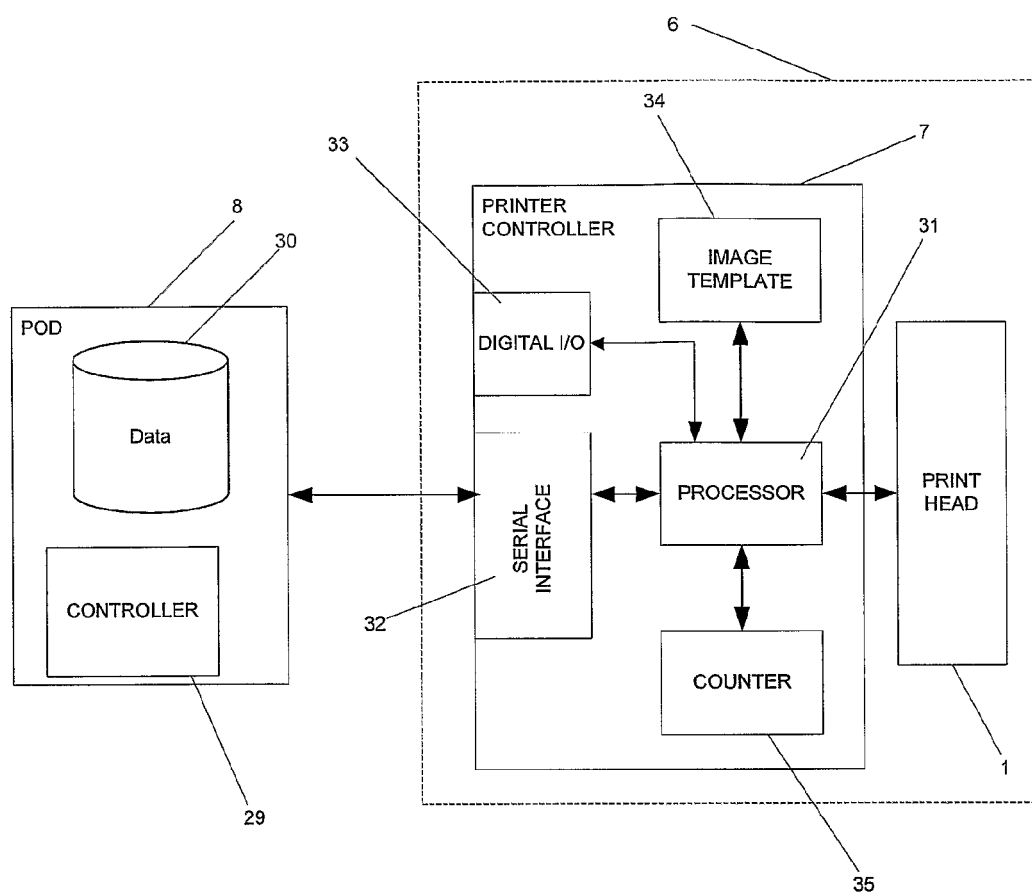 6
34
33
7
8
30
31
PRINTER
CONTROLLER
IMAGE
TEMPLATE
POD
DIGITAL I/O
Data
PROCESSOR
PRINT
HEAD
SERIAL
INTERFACE
CONTROLLER
32
COUNTER
29
1
35